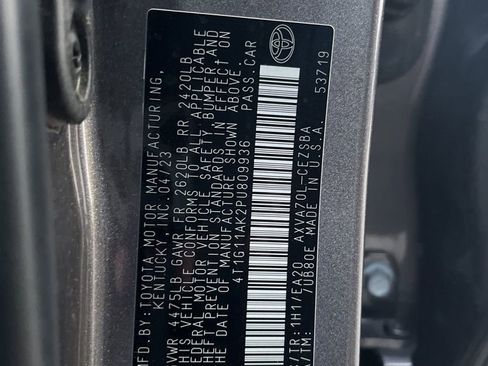 MFD.BY:TOYOTA MOTOR MANUFACTURING,
KENTUCKY, INC. 04/23
GVWR 4475LB GAWR FR 2620LB RR 2420LB
THIS VEHICLE CONFORMS TO ALL APPLICABLE
FEDERAL MOTOR VEHICLE SAFETY, BUMPER, AND
THEFT PREVENTION STANDARDS IN EFFECT ON
THE DATE OF MANUFACTURE SHOWN ABOVE.
4T1G11AK2PU809936 PASS.CAR
53719
/TR: 1H1/EA20 AXVA70L-CEZSBA
/TM: /UB80E MADE IN U.S.A.